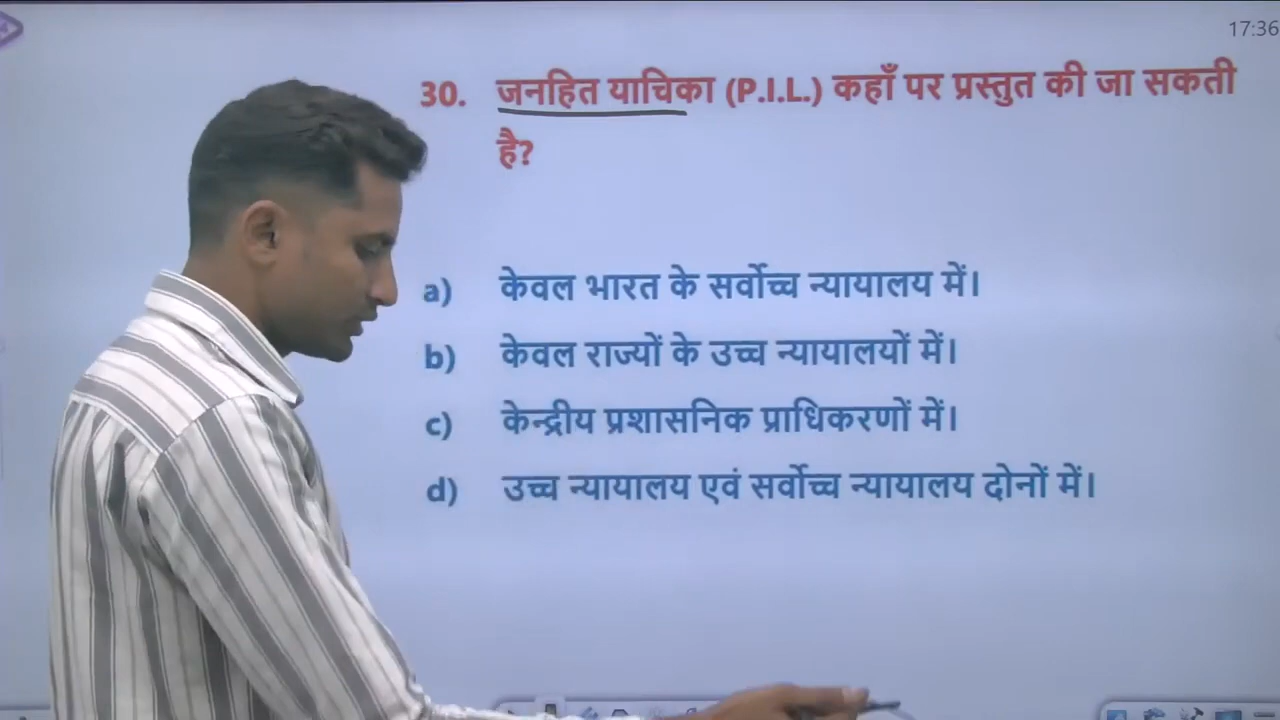 17:36
30. जनहित याचिका (P.I.L.) कहाँ पर प्रस्तुत की जा सकती
है?
a) केवल भारत के सर्वोच्च न्यायालय में।
b) केवल राज्यों के उच्च न्यायालयों में।
c) केन्द्रीय प्रशासनिक प्राधिकरणों में।
d) उच्च न्यायालय एवं सर्वोच्च न्यायालय दोनों में।